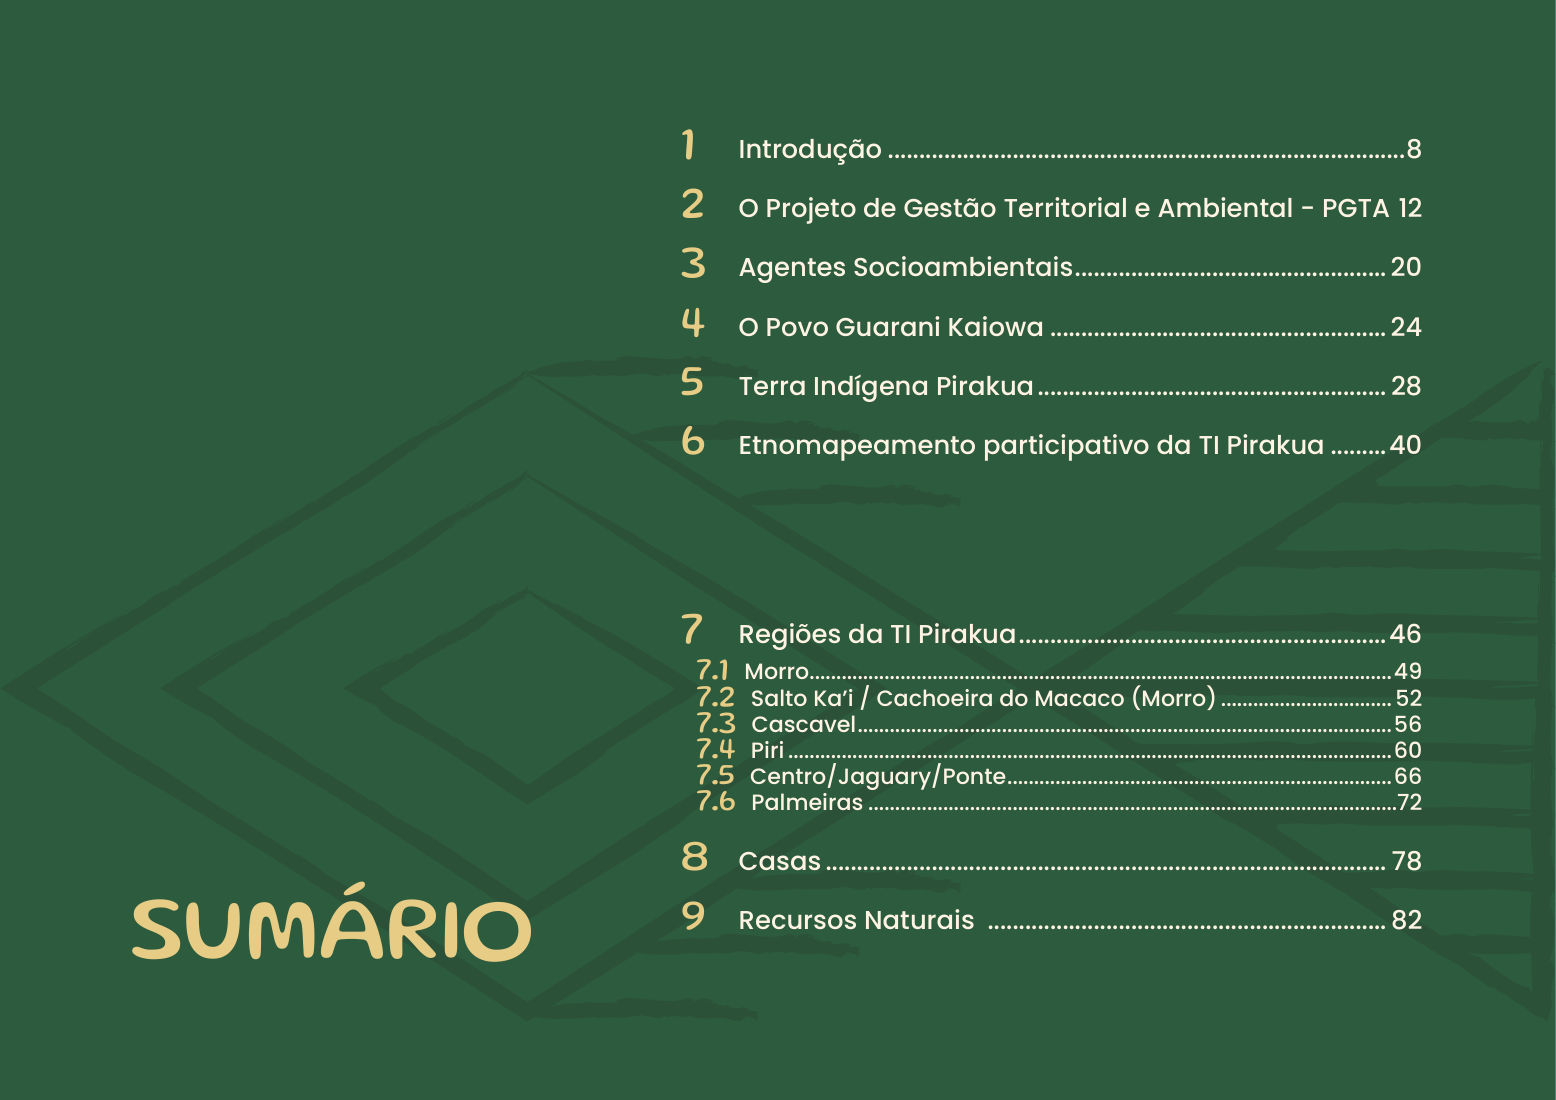 1 Introdução ........................ 8
2 O Projeto de Gestão Territorial e Ambiental - PGTA 12
3 Agentes Socioambientais ........................ 20
4 O Povo Guarani Kaiowa ........................ 24
5 Terra Indígena Pirakua ........................ 28
6 Etnomapeamento participativo da TI Pirakua ......... 40
7 Regiões da TI Pirakua ........................ 46
7.1 Morro ........................ 49
7.2 Salto Ka’i / Cachoeira do Macaco (Morro) ........................ 52
7.3 Cascavel ........................ 56
7.4 Piri ........................ 60
7.5 Centro/Jaguary/Ponte ........................ 66
7.6 Palmeiras ........................ 72
8 Casas ........................ 78
9 Recursos Naturais ........................ 82
SUMÁRIO